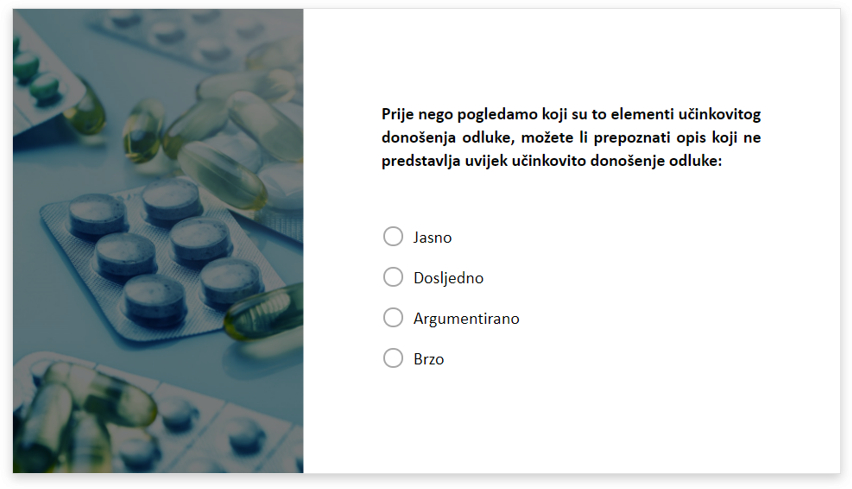 Prije nego pogledamo koji su to elementi učinkovitog
donošenja odluke, možete li prepoznati opis koji ne
predstavlja uvijek učinkovito donošenje odluke:
Jasno
Dosljedno
Argumentirano
Brzo